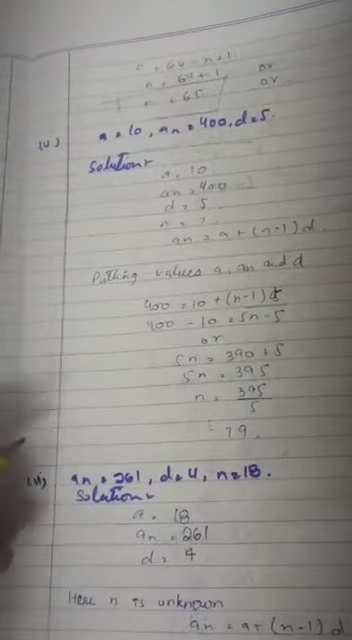 n = 64 + 1 or
n = 65 or
(v) a = 10, an = 400, d = 5.
Solution
a = 10
an = 400
d = 5
n = ?
an = a + (n-1) d.
Putting values a, an and d
400 = 10 + (n-1) 5
400 - 10 = 5n - 5
or
5n = 390 + 5
5n = 395
n = 395
5
= 79.
(vi) an = 261, d = 4, n = 18.
Solution
a = 18
an = 261
d = 4
Here n is unknown
an = a + (n-1) d